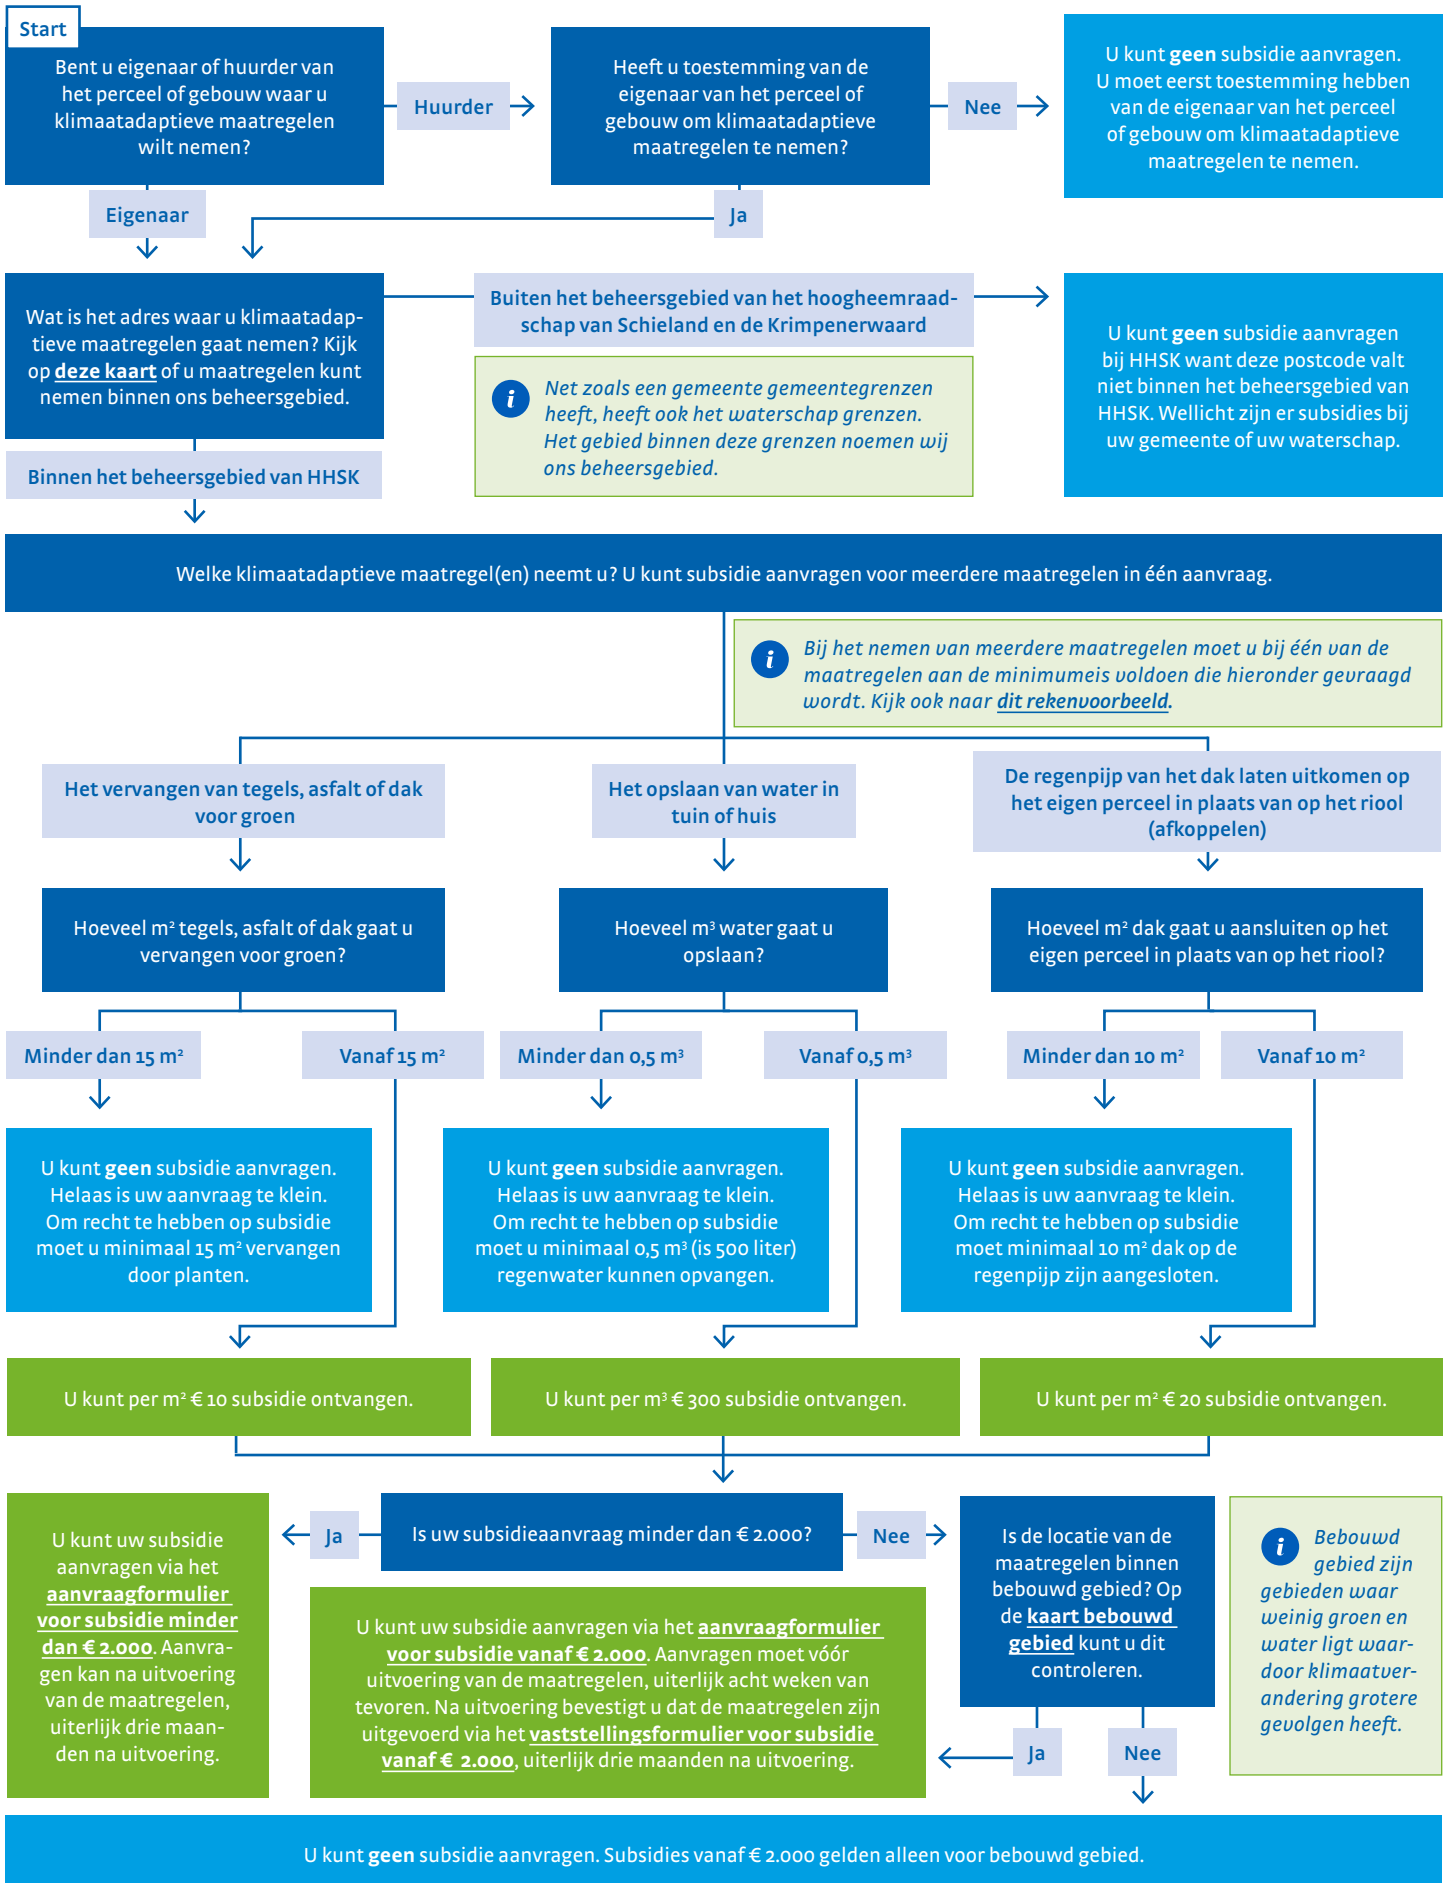 Start
Bent u eigenaar of huurder van
het perceel of gebouw waar u
klimaatadaptieve maatregelen
wilt nemen?
Huurder
Heeft u toestemming van de
eigenaar van het perceel of
gebouw om klimaatadaptieve
maatregelen te nemen?
Nee
U kunt geen subsidie aanvragen.
U moet eerst toestemming hebben
van de eigenaar van het perceel
of gebouw om klimaatadaptieve
maatregelen te nemen.
Eigenaar
Ja
Wat is het adres waar u klimaatadap-
tieve maatregelen gaat nemen? Kijk
op deze kaart of u maatregelen kunt
nemen binnen ons beheersgebied.
Buiten het beheersgebied van het hoogheemraad-
schap van Schieland en de Krimpenerwaard
i Net zoals een gemeente gemeentegrenzen
heeft, heeft ook het waterschap grenzen.
Het gebied binnen deze grenzen noemen wij
ons beheersgebied.
U kunt geen subsidie aanvragen
bij HHSK want deze postcode valt
niet binnen het beheersgebied van
HHSK. Wellicht zijn er subsidies bij
uw gemeente of uw waterschap.
Binnen het beheersgebied van HHSK
Welke klimaatadaptieve maatregel(en) neemt u? U kunt subsidie aanvragen voor meerdere maatregelen in één aanvraag.
i Bij het nemen van meerdere maatregelen moet u bij één van de
maatregelen aan de minimumeis voldoen die hieronder gevraagd
wordt. Kijk ook naar dit rekenvoorbeeld.
Het vervangen van tegels, asfalt of dak
voor groen
Het opslaan van water in
tuin of huis
De regenpijp van het dak laten uitkomen op
het eigen perceel in plaats van op het riool
(afkoppelen)
Hoeveel m² tegels, asfalt of dak gaat u
vervangen voor groen?
Hoeveel m³ water gaat u
opslaan?
Hoeveel m² dak gaat u aansluiten op het
eigen perceel in plaats van op het riool?
Minder dan 15 m²
Vanaf 15 m²
Minder dan 0,5 m³
Vanaf 0,5 m³
Minder dan 10 m²
Vanaf 10 m²
U kunt geen subsidie aanvragen.
Helaas is uw aanvraag te klein.
Om recht te hebben op subsidie
moet u minimaal 15 m² vervangen
door planten.
U kunt geen subsidie aanvragen.
Helaas is uw aanvraag te klein.
Om recht te hebben op subsidie
moet u minimaal 0,5 m³ (is 500 liter)
regenwater kunnen opvangen.
U kunt geen subsidie aanvragen.
Helaas is uw aanvraag te klein.
Om recht te hebben op subsidie
moet minimaal 10 m² dak op de
regenpijp zijn aangesloten.
U kunt per m² € 10 subsidie ontvangen.
U kunt per m³ € 300 subsidie ontvangen.
U kunt per m² € 20 subsidie ontvangen.
U kunt uw subsidie
aanvragen via het
aanvraagformulier
voor subsidie minder
dan € 2.000. Aanvra-
gen kan na uitvoering
van de maatregelen,
uiterlijk drie maan-
den na uitvoering.
Ja
Is uw subsidieaanvraag minder dan € 2.000?
Nee
U kunt uw subsidie aanvragen via het aanvraagformulier
voor subsidie vanaf € 2.000. Aanvragen moet vóór
uitvoering van de maatregelen, uiterlijk acht weken van
tevoren. Na uitvoering bevestigt u dat de maatregelen zijn
uitgevoerd via het vaststellingsformulier voor subsidie
vanaf € 2.000, uiterlijk drie maanden na uitvoering.
Is de locatie van de
maatregelen binnen
bebouwd gebied? Op
de kaart bebouwd
gebied kunt u dit
controleren.
i Bebouwd
gebied zijn
gebieden waar
weinig groen en
water ligt waar-
door klimaatver-
andering grotere
gevolgen heeft.
Ja
Nee
U kunt geen subsidie aanvragen. Subsidies vanaf € 2.000 gelden alleen voor bebouwd gebied.